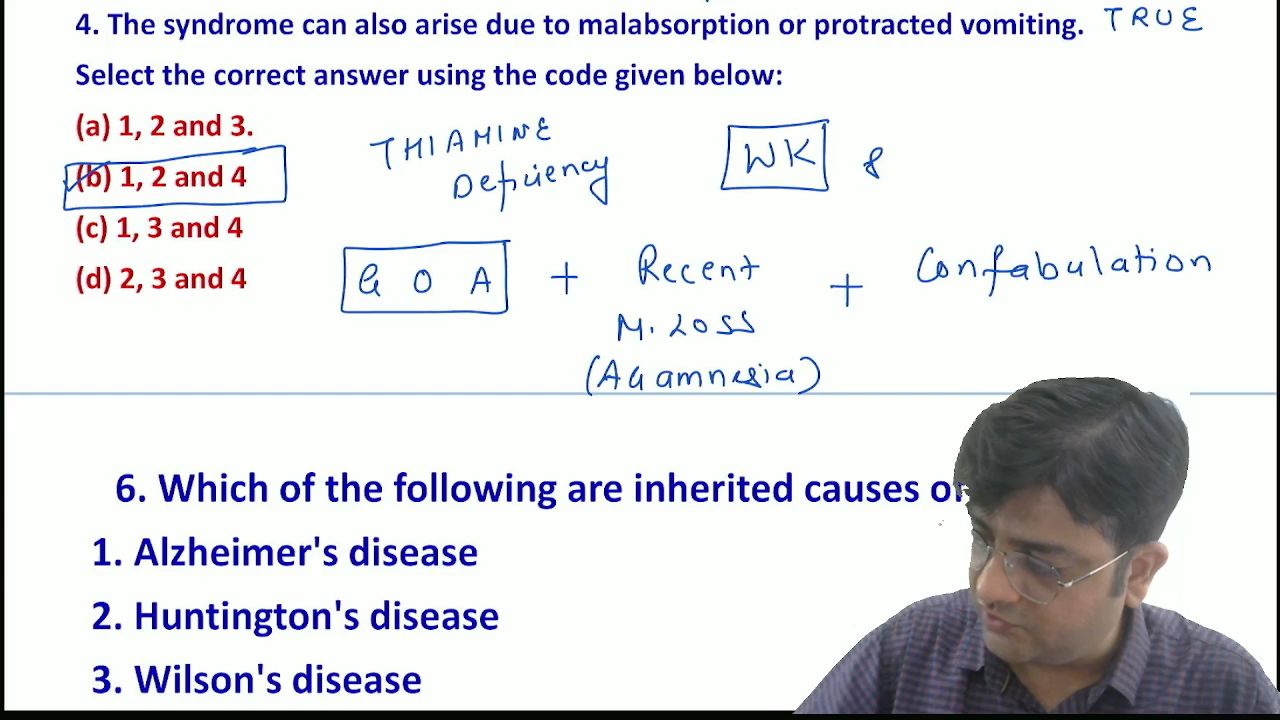 4. The syndrome can also arise due to malabsorption or protracted vomiting. TRUE
Select the correct answer using the code given below:
(a) 1, 2 and 3.
(b) 1, 2 and 4
(c) 1, 3 and 4
(d) 2, 3 and 4
THIAMINE
Deficiency
WK &
G O A + Recent + Confabulation
M. LOSS
(AG amnesia)
6. Which of the following are inherited causes
1. Alzheimer's disease
2. Huntington's disease
3. Wilson's disease